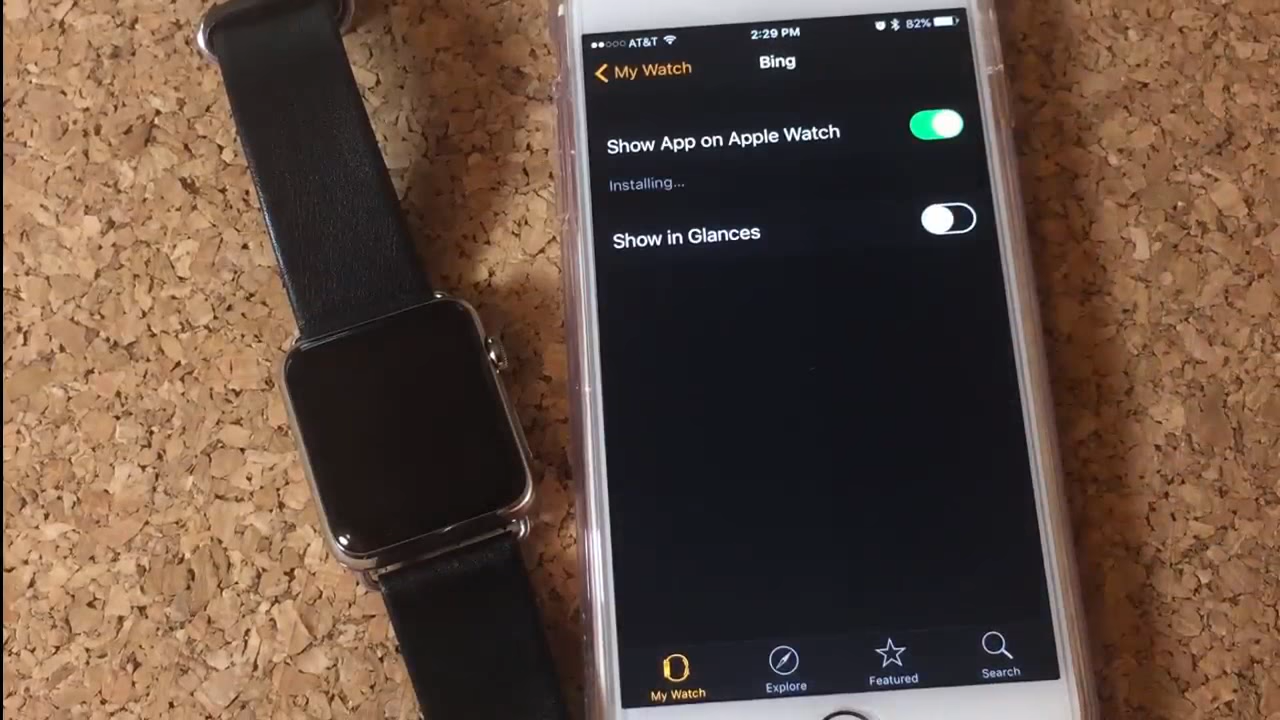 AT&T 2:29 PM 82%
My Watch Bing
Show App on Apple Watch
Installing...
Show in Glances
My Watch Explore Featured Search